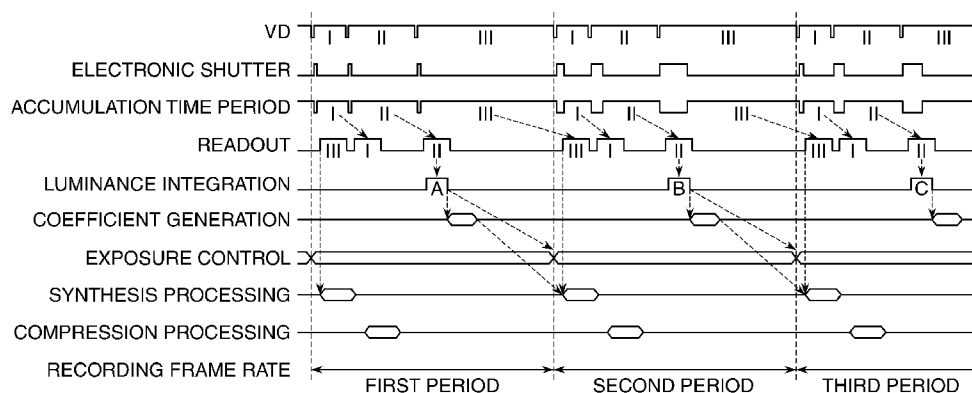 VD I II III I II III I II III
ELECTRONIC SHUTTER
ACCUMULATION TIME PERIOD
I II III I II III I II
READOUT III I II III I II III I II
LUMINANCE INTEGRATION A B C
COEFFICIENT GENERATION
EXPOSURE CONTROL
SYNTHESIS PROCESSING
COMPRESSION PROCESSING
RECORDING FRAME RATE
FIRST PERIOD SECOND PERIOD THIRD PERIOD